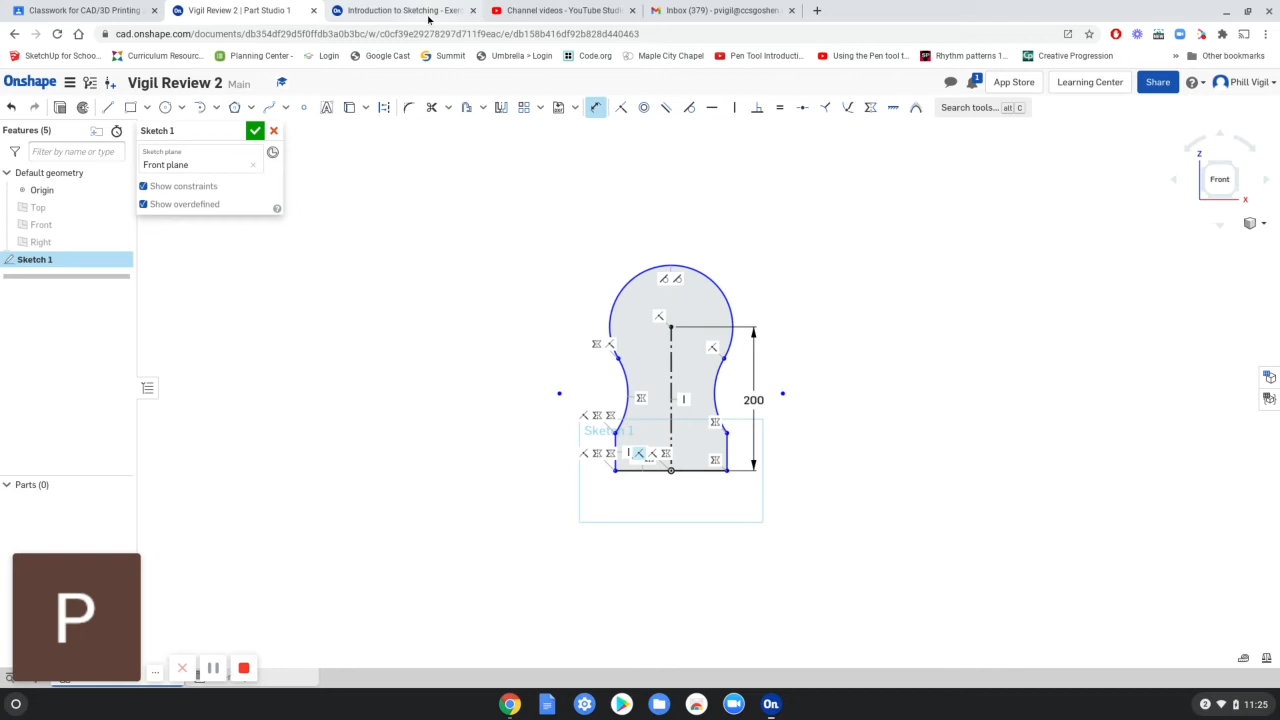 Classwork for CAD/3D Printing
Vigil Review 2 | Part Studio 1
Introduction to Sketching - Exer
Channel videos - YouTube Studi
Inbox (379) - pvigil@ccsgoshen
cad.onshape.com/documents/db354df29d5f0ffdb3a0b3bc/w/c0cf39e29278297d711f9eac/e/db158b416df92b828d440463
SketchUp for Schoo...
Curriculum Resourc...
Planning Center -
Login
Google Cast
Summit
Umbrella > Login
Code.org
Maple City Chapel
Pen Tool Introducti...
Using the Pen tool t...
Rhythm patterns 1...
Creative Progression
»
Other bookmarks
Onshape
Vigil Review 2 Main
1
App Store
Learning Center
Share
Phill Vigil
Search tools... alt C
Features (5)
Filter by name or type
Default geometry
Origin
Top
Front
Right
Sketch 1
Parts (0)
Sketch 1
Sketch plane
Front plane
Show constraints
Show overdefined
Z
Front
X
200
Sketch 1
P
On
2
11:25